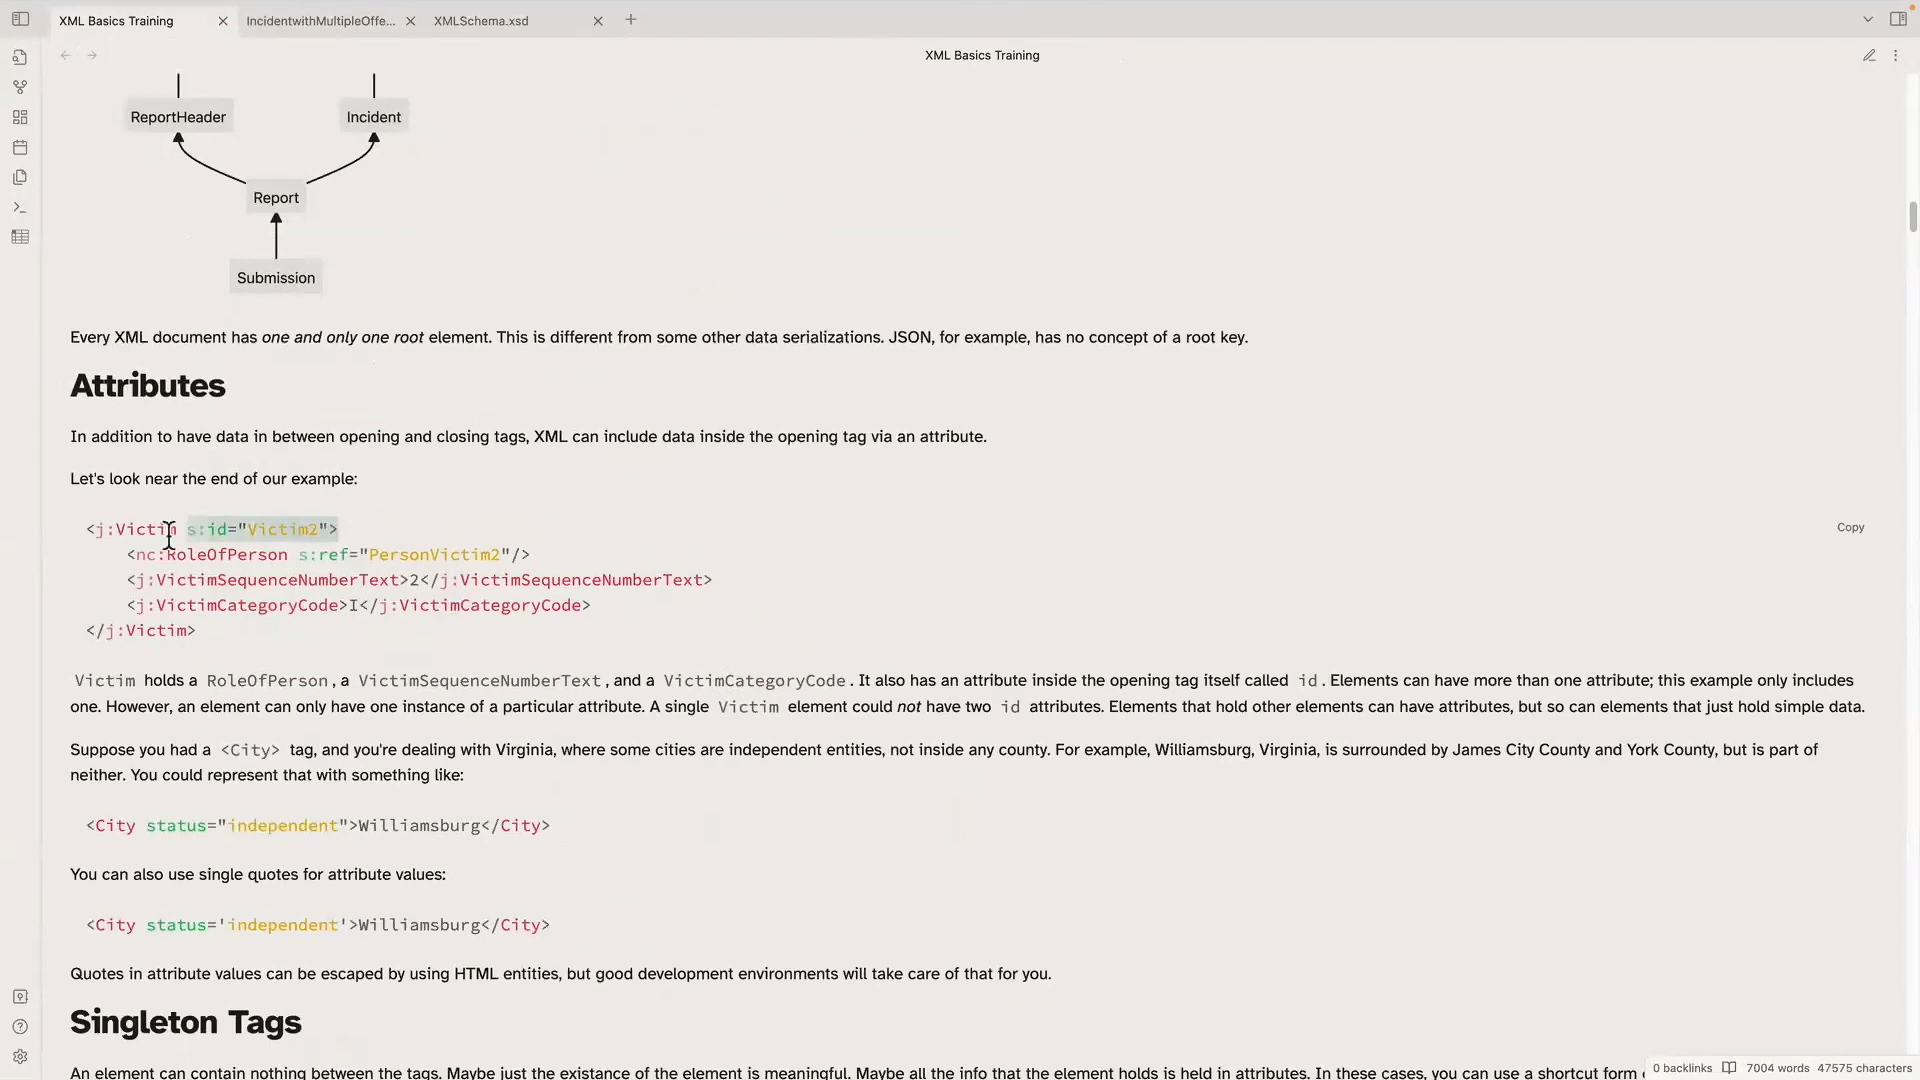 XML Basics Training
IncidentwithMultipleOffe...
XMLSchema.xsd
XML Basics Training
ReportHeader
Incident
Report
Submission
Every XML document has one and only one root element. This is different from some other data serializations. JSON, for example, has no concept of a root key.
Attributes
In addition to have data in between opening and closing tags, XML can include data inside the opening tag via an attribute.
Let's look near the end of our example:
<j:Victim s:id="Victim2">
Copy
<nc:RoleOfPerson s:ref="PersonVictim2"/>
<j:VictimSequenceNumberText>2</j:VictimSequenceNumberText>
<j:VictimCategoryCode>I</j:VictimCategoryCode>
</j:Victim>
Victim holds a RoleOfPerson, a VictimSequenceNumberText, and a VictimCategoryCode. It also has an attribute inside the opening tag itself called id. Elements can have more than one attribute; this example only includes
one. However, an element can only have one instance of a particular attribute. A single Victim element could not have two id attributes. Elements that hold other elements can have attributes, but so can elements that just hold simple data.
Suppose you had a <City> tag, and you're dealing with Virginia, where some cities are independent entities, not inside any county. For example, Williamsburg, Virginia, is surrounded by James City County and York County, but is part of
neither. You could represent that with something like:
<City status="independent">Williamsburg</City>
You can also use single quotes for attribute values:
<City status='independent'>Williamsburg</City>
Quotes in attribute values can be escaped by using HTML entities, but good development environments will take care of that for you.
Singleton Tags
An element can contain nothing between the tags. Maybe just the existance of the element is meaningful. Maybe all the info that the element holds is held in attributes. In these cases, you can use a shortcut form
0 backlinks 7004 words 47575 characters